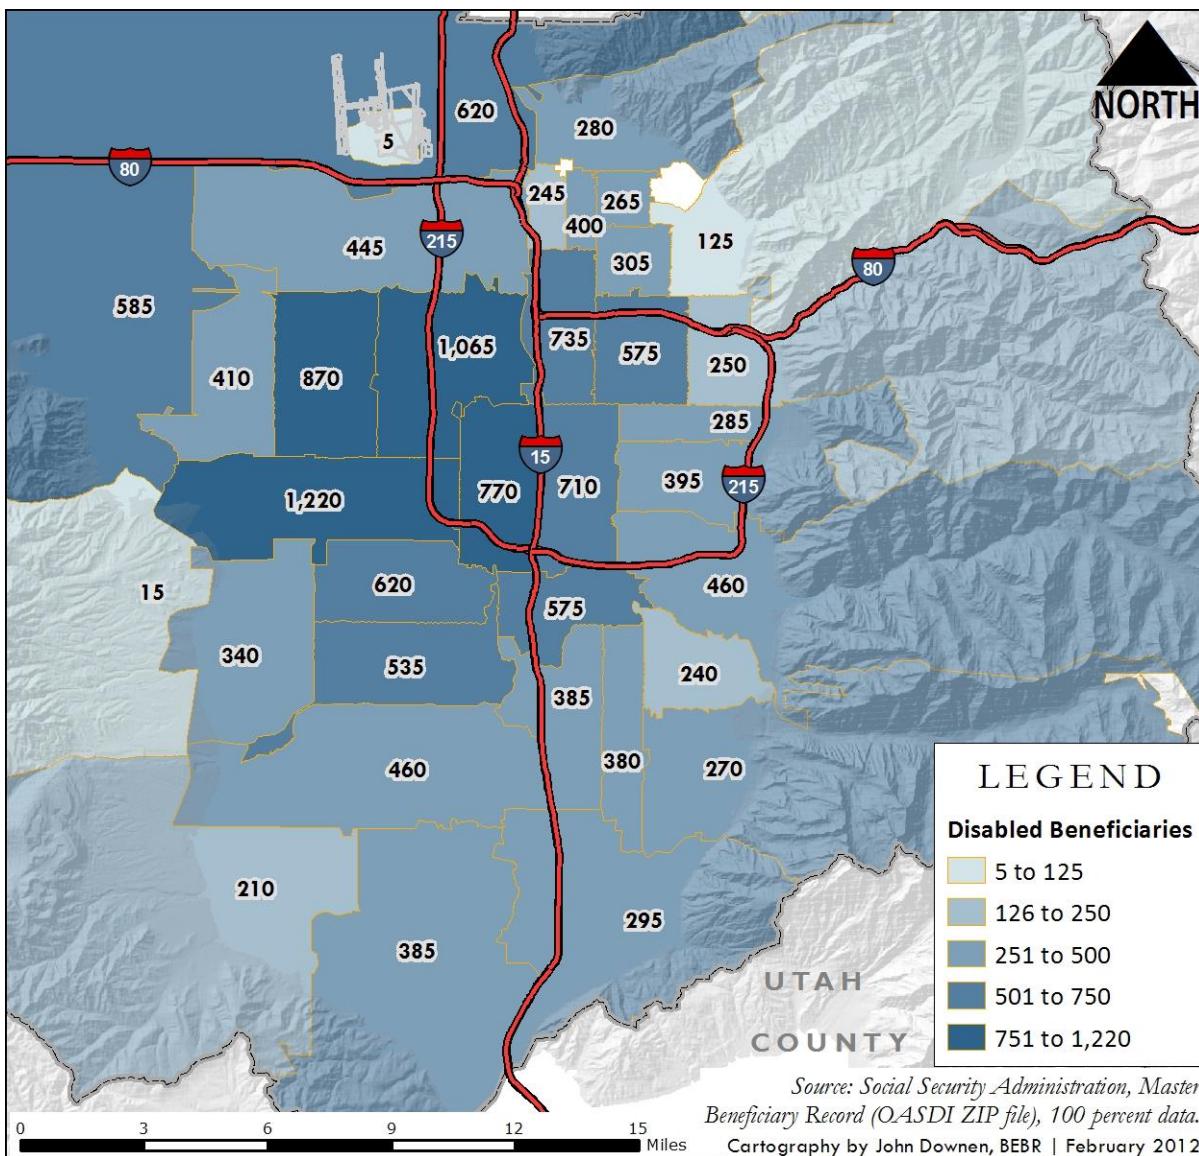 NORTH
620
280
5
80
245
265
400
125
445
215
305
80
585
1,065
735
575
250
410
870
285
15
395
215
770
710
1,220
15
620
575
460
340
535
240
385
460
380
270
LEGEND
Disabled Beneficiaries
5 to 125
126 to 250
251 to 500
501 to 750
751 to 1,220
210
295
385
UTAH
COUNTY
Source: Social Security Administration, Master
Beneficiary Record (OASDI ZIP file), 100 percent data.
0 3 6 9 12 15 Miles
Cartography by John Downen, BEBR | February 2012